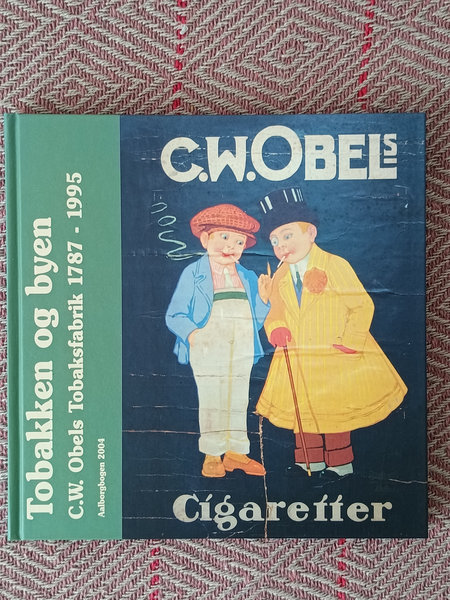 Tobakken og byen
C.W. Obels Tobaksfabrik 1787 - 1995
Aalborgbogen 2004
C.W.OBELS
Cigaretter